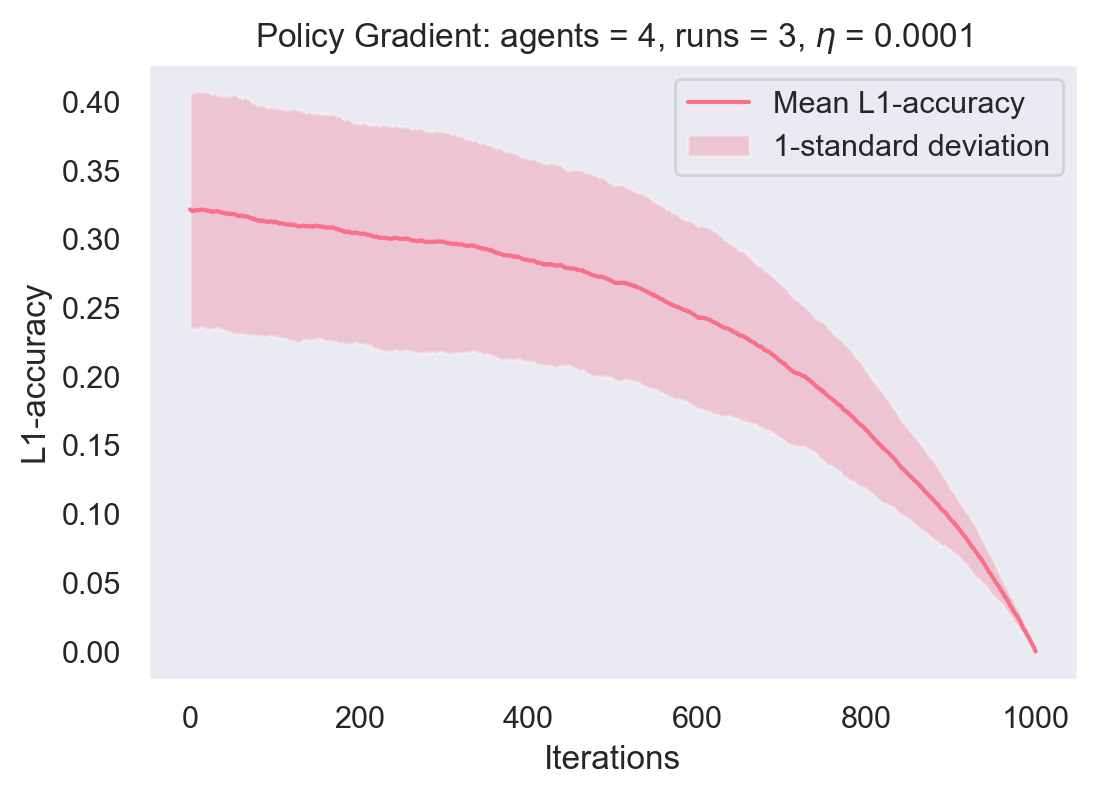 Policy Gradient: agents = 4, runs = 3, η = 0.0001
Mean L1-accuracy
1-standard deviation
L1-accuracy
0.40
0.35
0.30
0.25
0.20
0.15
0.10
0.05
0.00
0 200 400 600 800 1000
Iterations